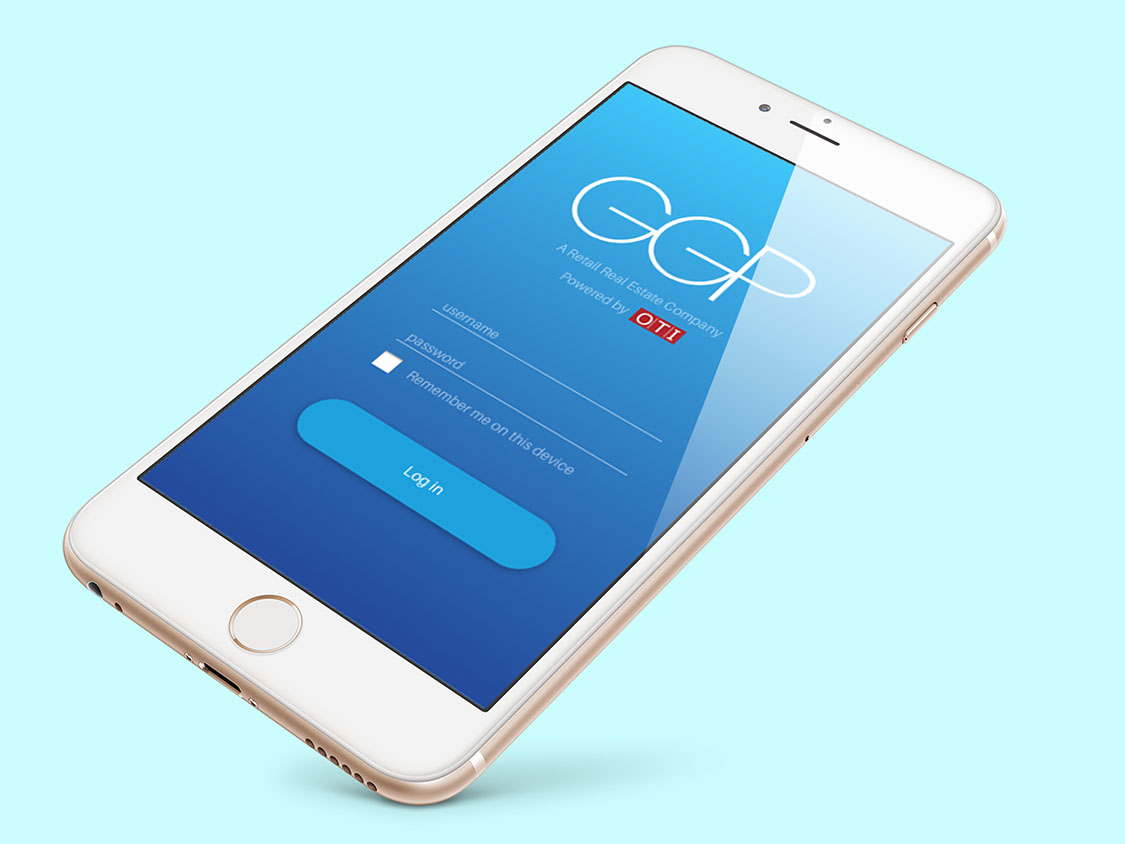 GGP
A Retail Real Estate Company
Powered by OTI
username
password
Remember me on this device
Log in